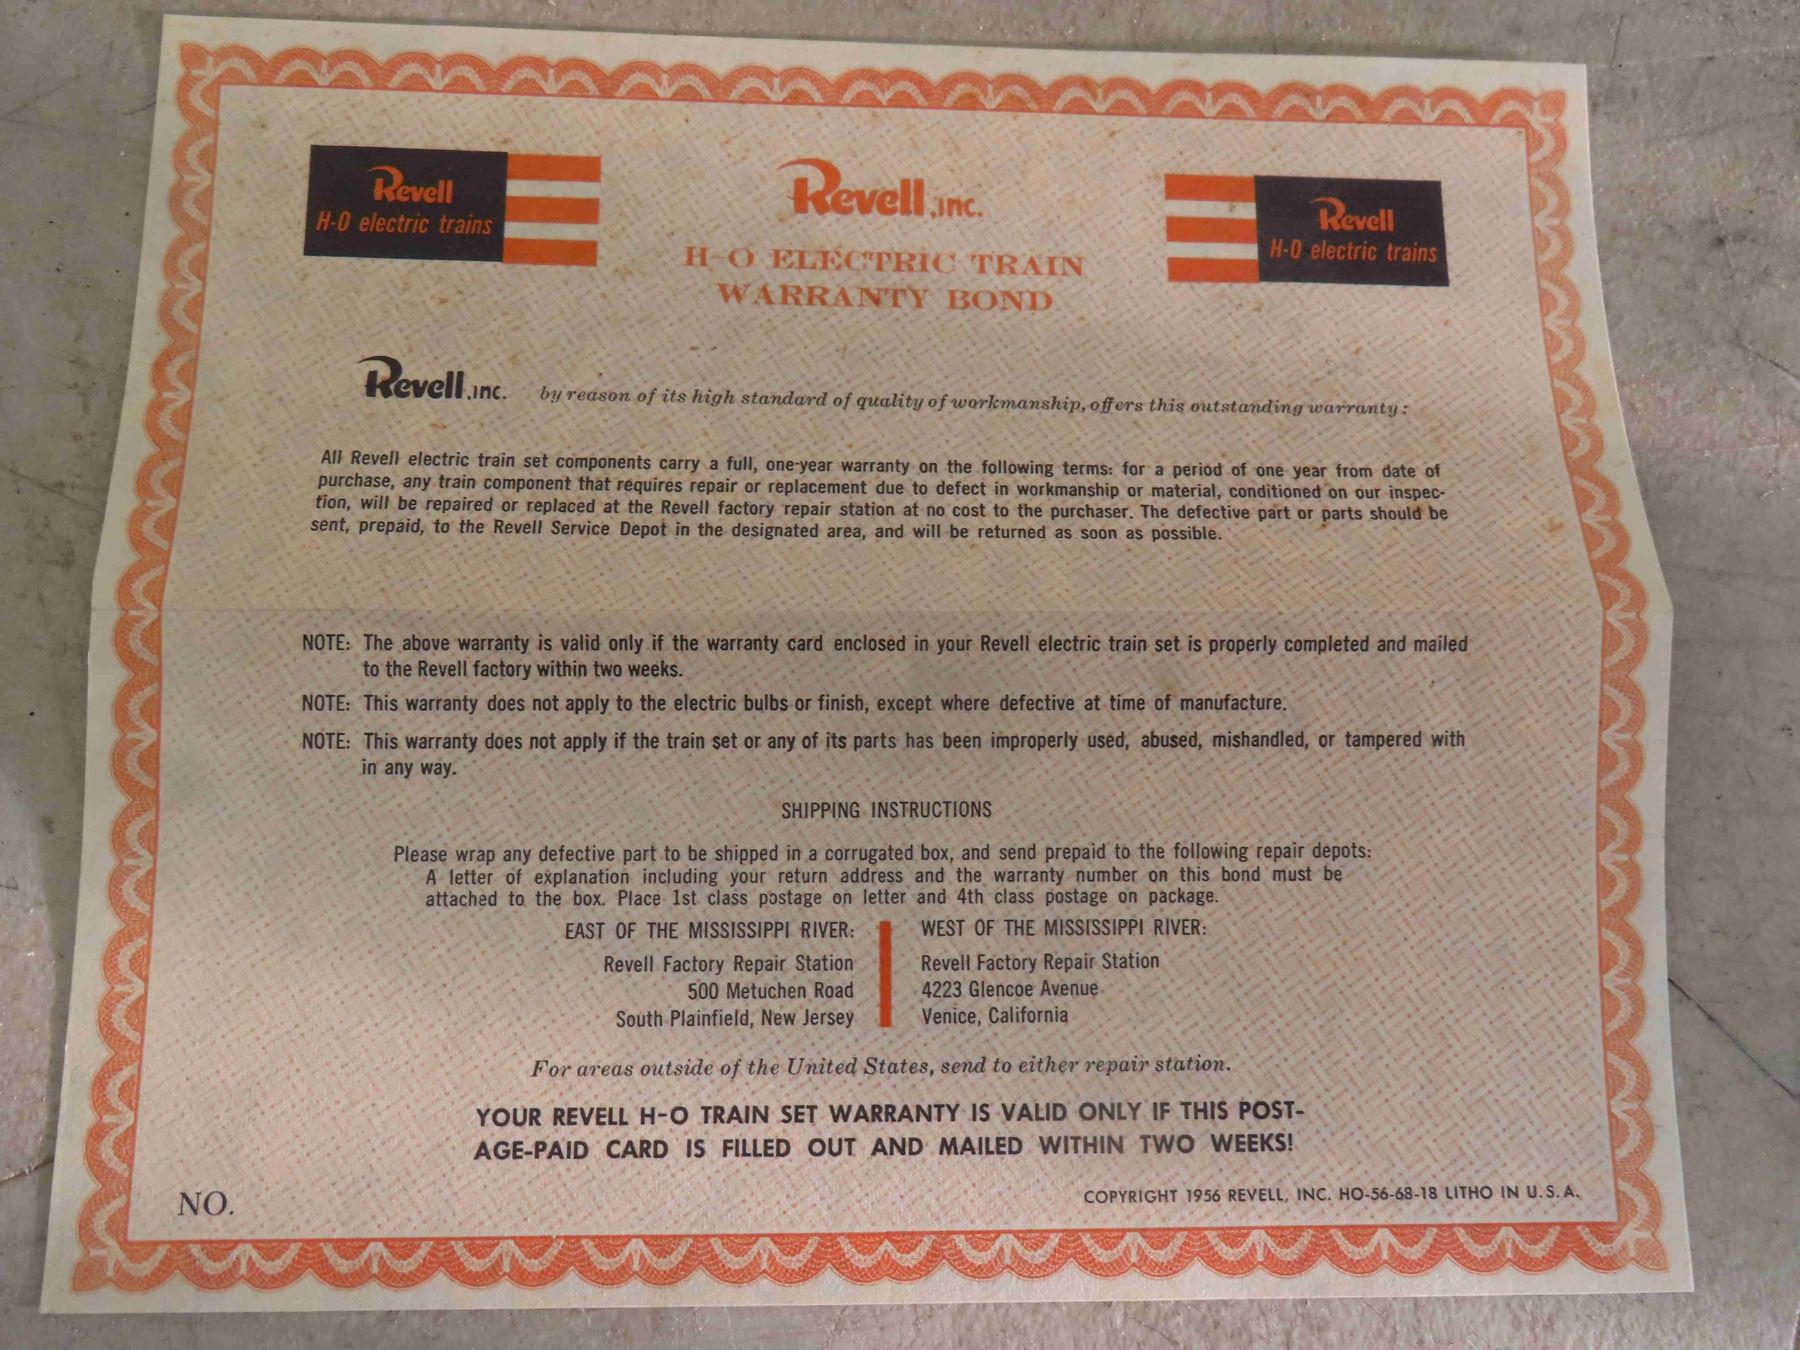 Revell
H-O electric trains
Revell, INC.
H-O ELECTRIC TRAIN
WARRANTY BOND
Revell
H-O electric trains
Revell, INC. by reason of its high standard of quality of workmanship, offers this outstanding warranty:
All Revell electric train set components carry a full, one-year warranty on the following terms: for a period of one year from date of
purchase, any train component that requires repair or replacement due to defect in workmanship or material, conditioned on our inspec-
tion, will be repaired or replaced at the Revell factory repair station at no cost to the purchaser. The defective part or parts should be
sent, prepaid, to the Revell Service Depot in the designated area, and will be returned as soon as possible.
NOTE: The above warranty is valid only if the warranty card enclosed in your Revell electric train set is properly completed and mailed
to the Revell factory within two weeks.
NOTE: This warranty does not apply to the electric bulbs or finish, except where defective at time of manufacture.
NOTE: This warranty does not apply if the train set or any of its parts has been improperly used, abused, mishandled, or tampered with
in any way.
SHIPPING INSTRUCTIONS
Please wrap any defective part to be shipped in a corrugated box, and send prepaid to the following repair depots:
A letter of explanation including your return address and the warranty number on this bond must be
attached to the box. Place 1st class postage on letter and 4th class postage on package.
EAST OF THE MISSISSIPPI RIVER:
Revell Factory Repair Station
500 Metuchen Road
South Plainfield, New Jersey
WEST OF THE MISSISSIPPI RIVER:
Revell Factory Repair Station
4223 Glencoe Avenue
Venice, California
For areas outside of the United States, send to either repair station.
YOUR REVELL H-O TRAIN SET WARRANTY IS VALID ONLY IF THIS POST-
AGE-PAID CARD IS FILLED OUT AND MAILED WITHIN TWO WEEKS!
NO.
COPYRIGHT 1956 REVELL, INC. HO-56-68-18 LITHO IN U.S.A.